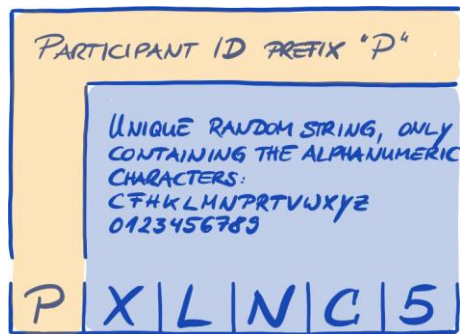 PARTICIPANT ID PREFIX "P"
UNIQUE RANDOM STRING, ONLY
CONTAINING THE ALPHANUMERIC
CHARACTERS:
CFHKLMNPRTVWXYZ
0123456789
P|X|L|N|C|5